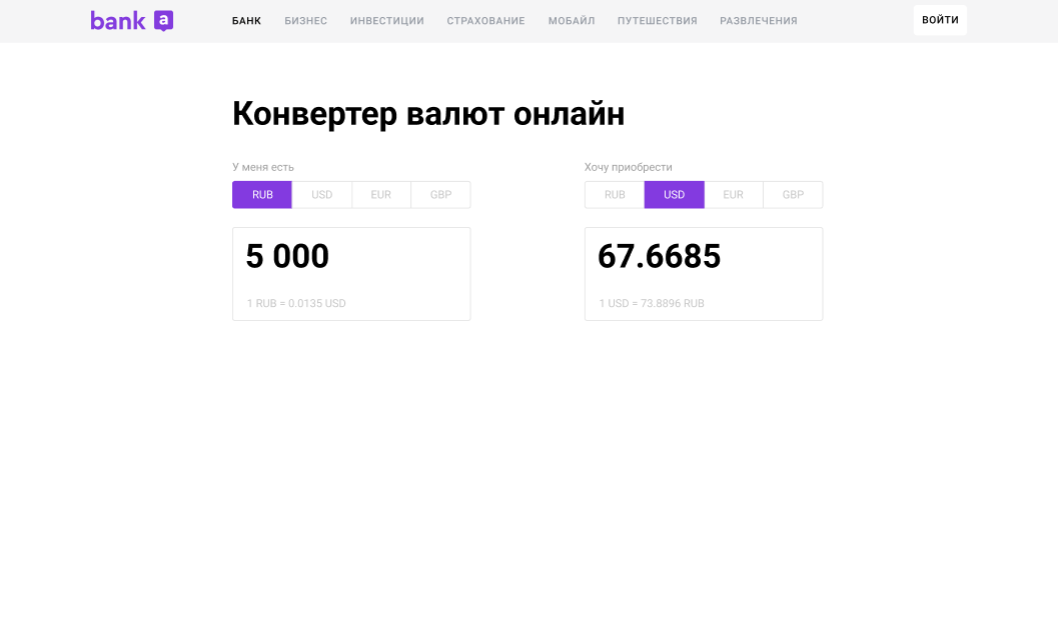 bank a
БАНК БИЗНЕС ИНВЕСТИЦИИ СТРАХОВАНИЕ МОБАЙЛ ПУТЕШЕСТВИЯ РАЗВЛЕЧЕНИЯ ВОЙТИ
Конвертер валют онлайн
У меня есть
RUB USD EUR GBP
5 000
1 RUB = 0.0135 USD
Хочу приобрести
RUB USD EUR GBP
67.6685
1 USD = 73.8896 RUB